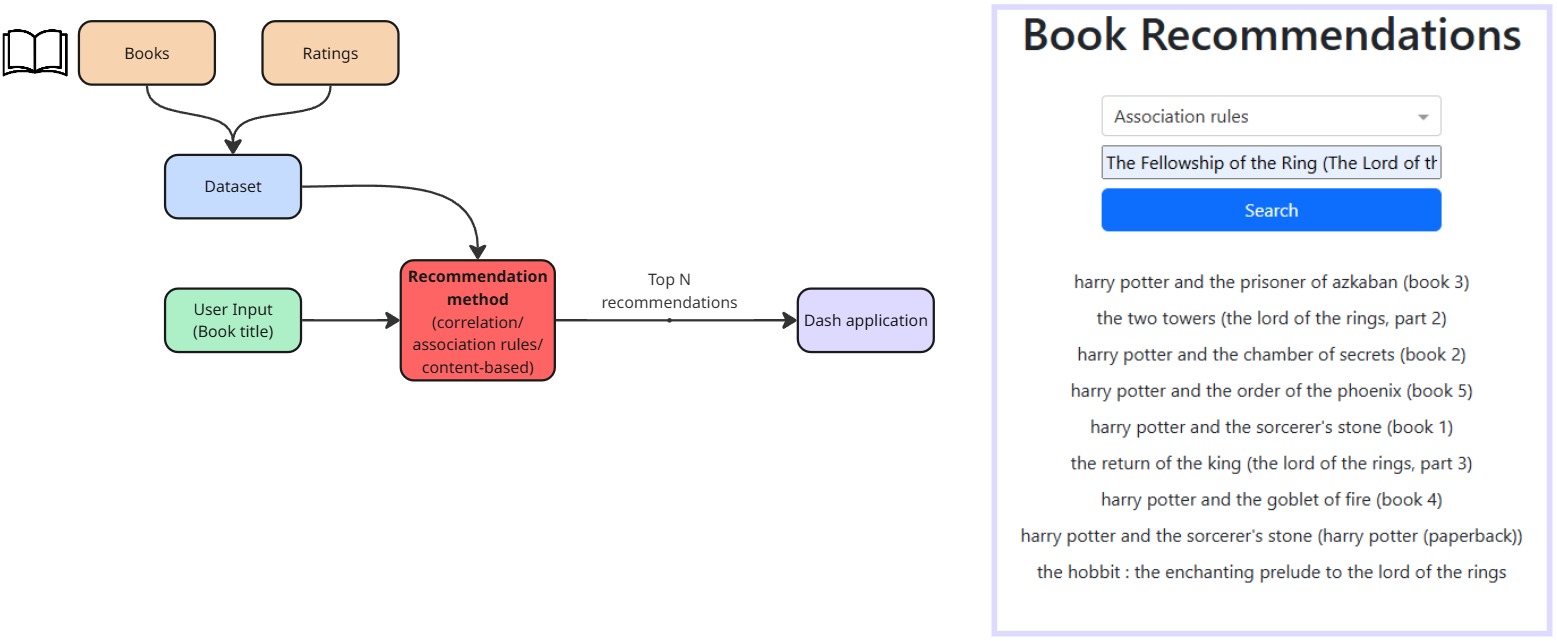 Books
Ratings
Dataset
User Input
(Book title)
Recommendation
method
(correlation/
association rules/
content-based)
Top N
recommendations
Dash application
Book Recommendations
Association rules
The Fellowship of the Ring (The Lord of th
Search
harry potter and the prisoner of azkaban (book 3)
the two towers (the lord of the rings, part 2)
harry potter and the chamber of secrets (book 2)
harry potter and the order of the phoenix (book 5)
harry potter and the sorcerer's stone (book 1)
the return of the king (the lord of the rings, part 3)
harry potter and the goblet of fire (book 4)
harry potter and the sorcerer's stone (harry potter (paperback))
the hobbit : the enchanting prelude to the lord of the rings